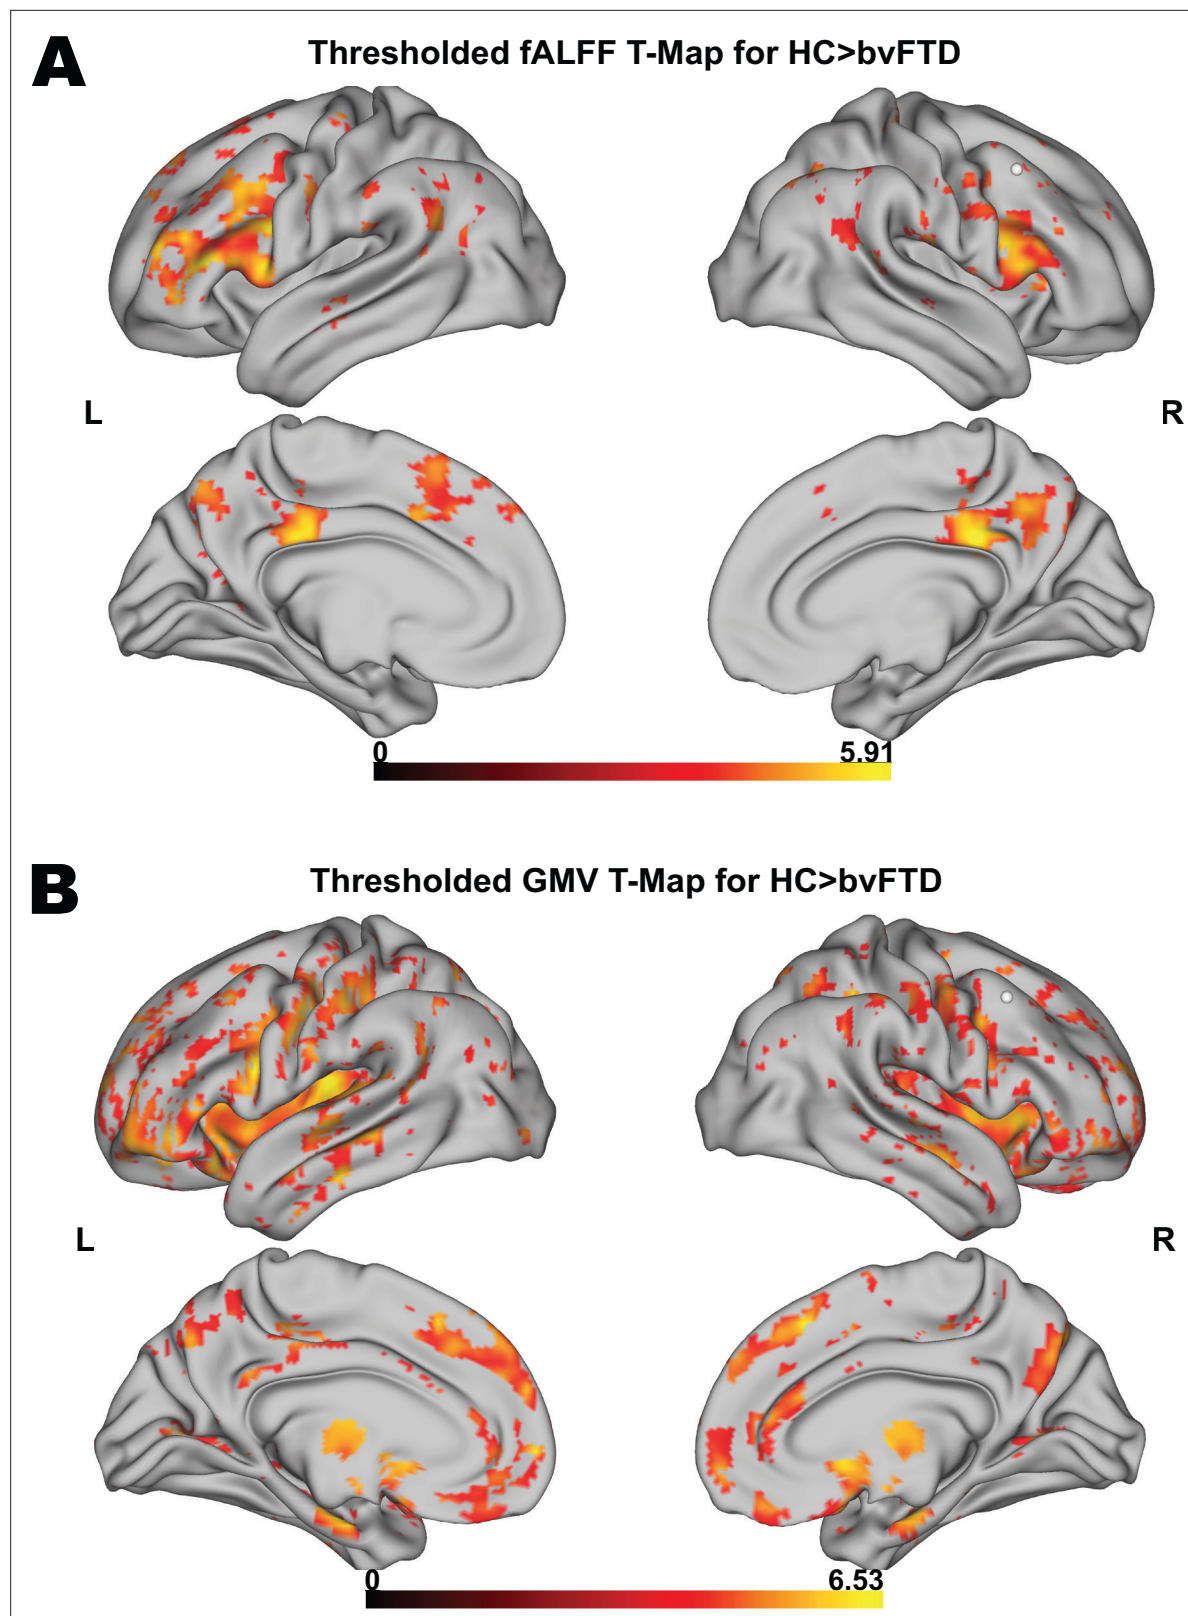 A
Thresholded fALFF T-Map for HC>bvFTD
L
R
0
5.91
B
Thresholded GMV T-Map for HC>bvFTD
L
R
0
6.53